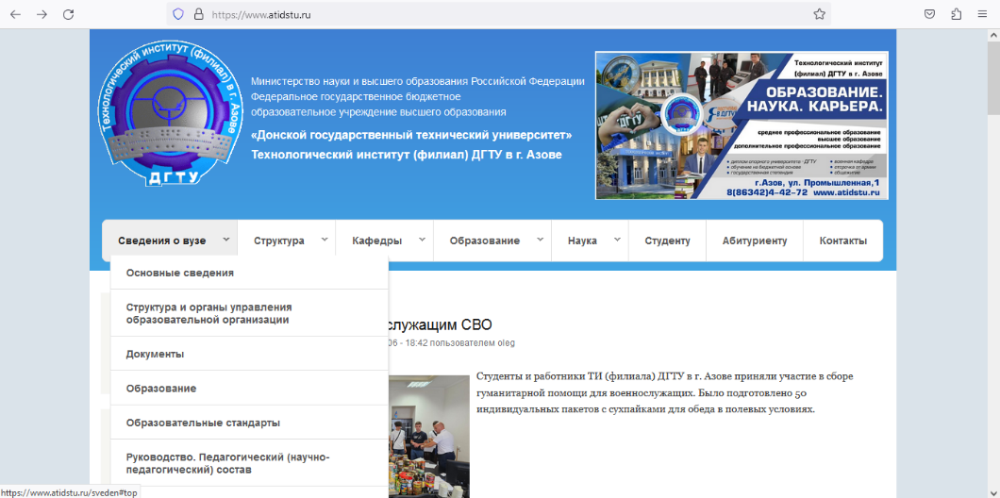 https://www.atidstu.ru
Технологический институт (филиал) в г. Азове
ДГТУ
Министерство науки и высшего образования Российской Федерации
Федеральное государственное бюджетное
образовательное учреждение высшего образования
«Донской государственный технический университет»
Технологический институт (филиал) ДГТУ в г. Азове
Технологический институт
(филиал) ДГТУ в г. Азове
ОБРАЗОВАНИЕ.
НАУКА. КАРЬЕРА.
среднее профессиональное образование
высшее образование
дополнительное профессиональное образование
• диплом опорного университета - ДГТУ
• обучение на бюджетной основе
• государственная стипендия
• военная кафедра
• отсрочка от армии
• общежитие
г.Азов, ул. Промышленная,1
8(86342)4-42-72 www.atidstu.ru
Сведения о вузе
Структура
Кафедры
Образование
Наука
Студенту
Абитуриенту
Контакты
Основные сведения
Структура и органы управления
образовательной организации
Документы
Образование
Образовательные стандарты
Руководство. Педагогический (научно-
педагогический) состав
служащим СВО
06 - 18:42 пользователем oleg
Студенты и работники ТИ (филиала) ДГТУ в г. Азове приняли участие в сборе
гуманитарной помощи для военнослужащих. Было подготовлено 50
индивидуальных пакетов с сухпайками для обеда в полевых условиях.
https://www.atidstu.ru/sveden#top